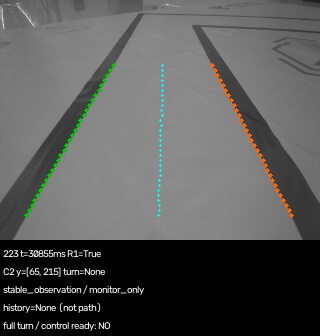 223 t=30855ms R1=True
C2 y=[65, 215] turn=None
stable_observation / monitor_only
history=None (not path)
full turn / control ready: NO